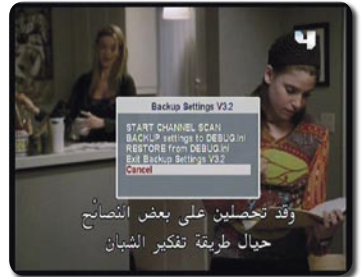 Backup Settings V3.2
START CHANNEL SCAN
BACKUP settings to DEBUG.ini
RESTORE from DEBUG.ini
Exit Backup Settings V3.2
Cancel
وقد تحصلين على بعض النصائح
حيال طريقة تفكير الشبان